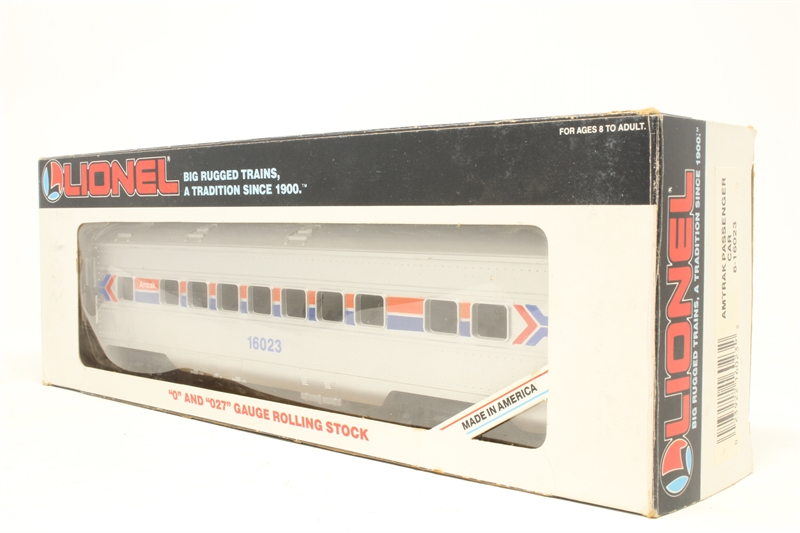 LIONEL®
BIG RUGGED TRAINS,
A TRADITION SINCE 1900.™
FOR AGES 8 TO ADULT.
Amtrak
16023
"O" AND "027" GAUGE ROLLING STOCK
MADE IN AMERICA
LIONEL®
BIG RUGGED TRAINS, A TRADITION SINCE 1900.™
AMTRAK PASSENGER
CAR
6-16023